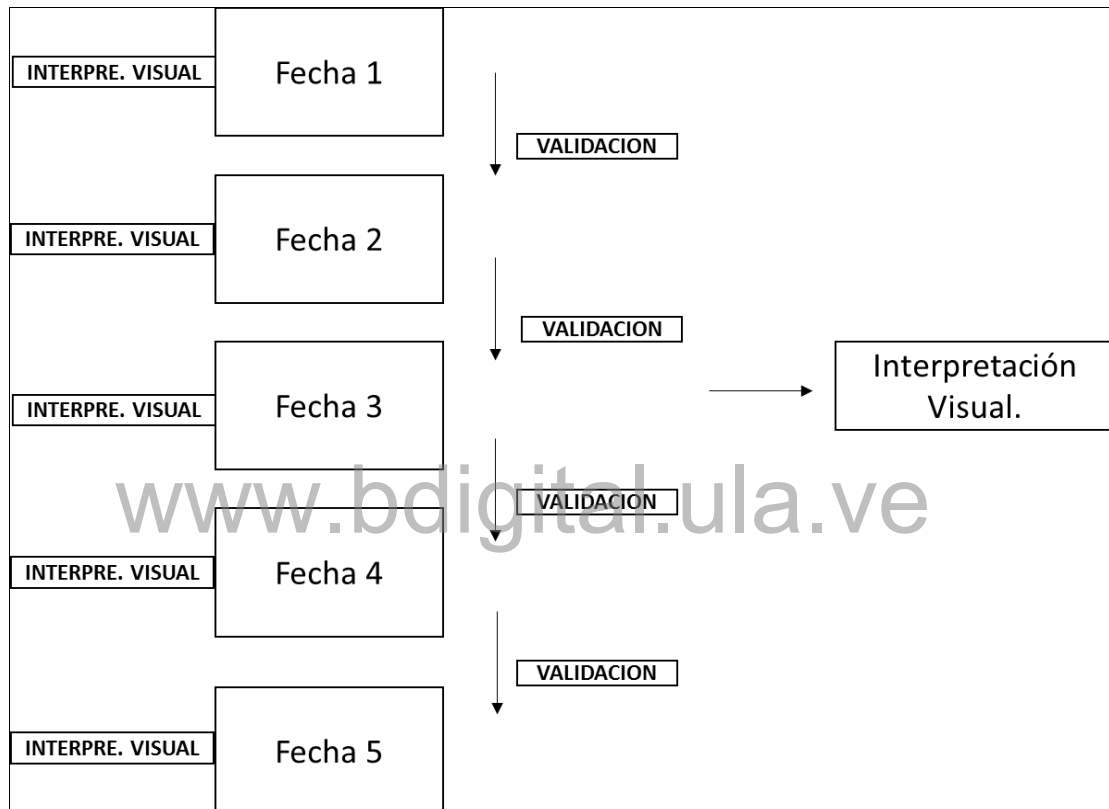 INTERPRE. VISUAL
Fecha 1
VALIDACION
INTERPRE. VISUAL
Fecha 2
VALIDACION
INTERPRE. VISUAL
Fecha 3
Interpretación
Visual.
VALIDACION
www.bdigital.ula.ve
INTERPRE. VISUAL
Fecha 4
VALIDACION
INTERPRE. VISUAL
Fecha 5